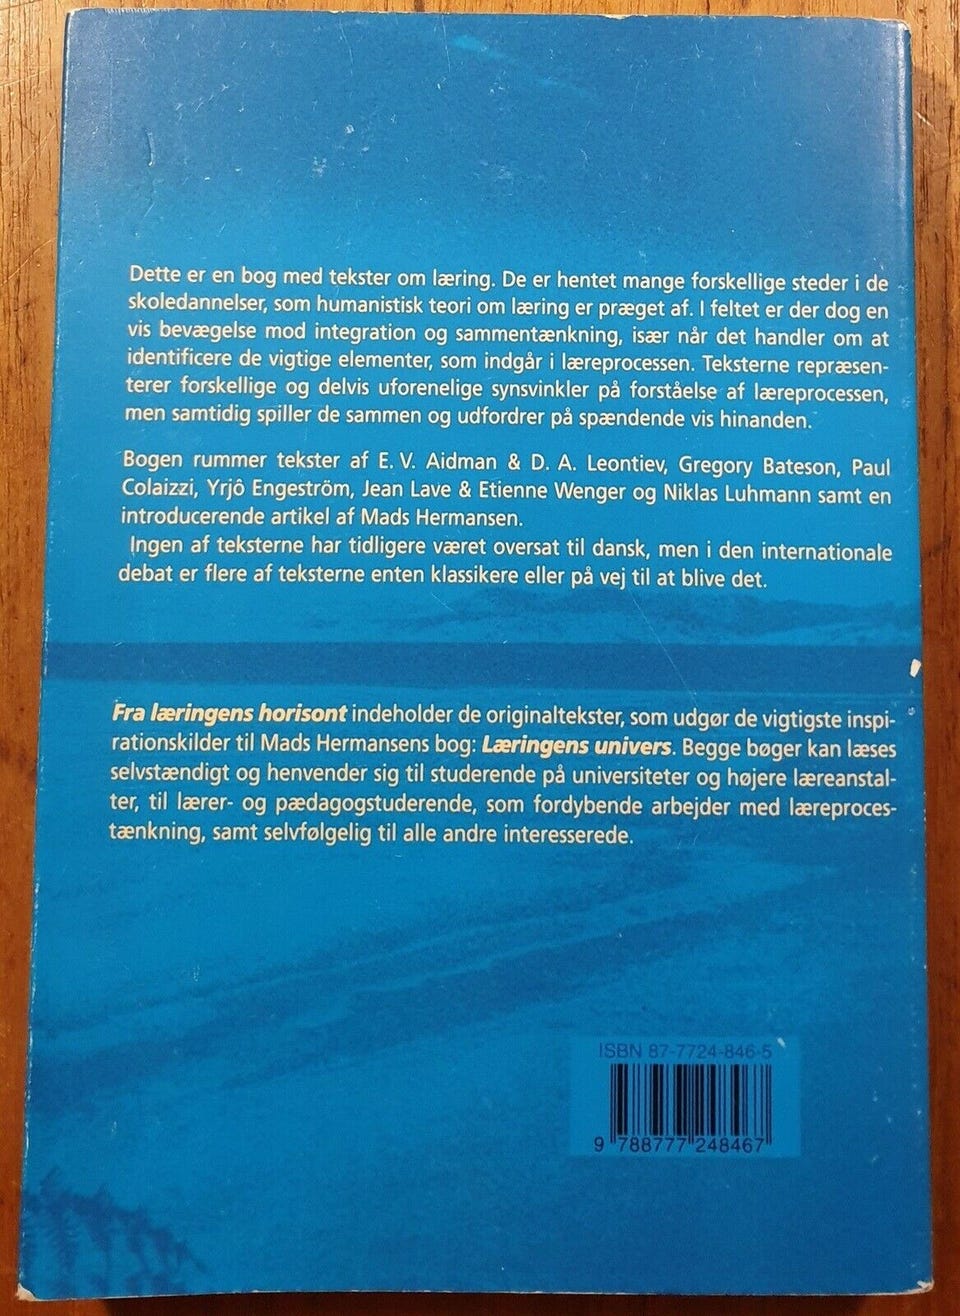 Dette er en bog med tekster om læring. De er hentet mange forskellige steder i de
skoledannelser, som humanistisk teori om læring er præget af. I feltet er der dog en
vis bevægelse mod integration og sammentænkning, især når det handler om at
identificere de vigtige elementer, som indgår i læreprocessen. Teksterne repræsen-
terer forskellige og delvis uforenelige synsvinkler på forståelse af læreprocessen,
men samtidig spiller de sammen og udfordrer på spændende vis hinanden.
Bogen rummer tekster af E. V. Aidman & D. A. Leontiev, Gregory Bateson, Paul
Colaizzi, Yrjô Engeström, Jean Lave & Etienne Wenger og Niklas Luhmann samt en
introducerende artikel af Mads Hermansen.
Ingen af teksterne har tidligere været oversat til dansk, men i den internationale
debat er flere af teksterne enten klassikere eller på vej til at blive det.
Fra læringens horisont indeholder de originaltekster, som udgør de vigtigste inspi-
rationskilder til Mads Hermansens bog: Læringens univers. Begge bøger kan læses
selvstændigt og henvender sig til studerende på universiteter og højere læreanstal-
ter, til lærer- og pædagogstuderende, som fordybende arbejder med læreproces-
tænkning, samt selvfølgelig til alle andre interesserede.
ISBN 87-7724-846-5
9 788777 248467